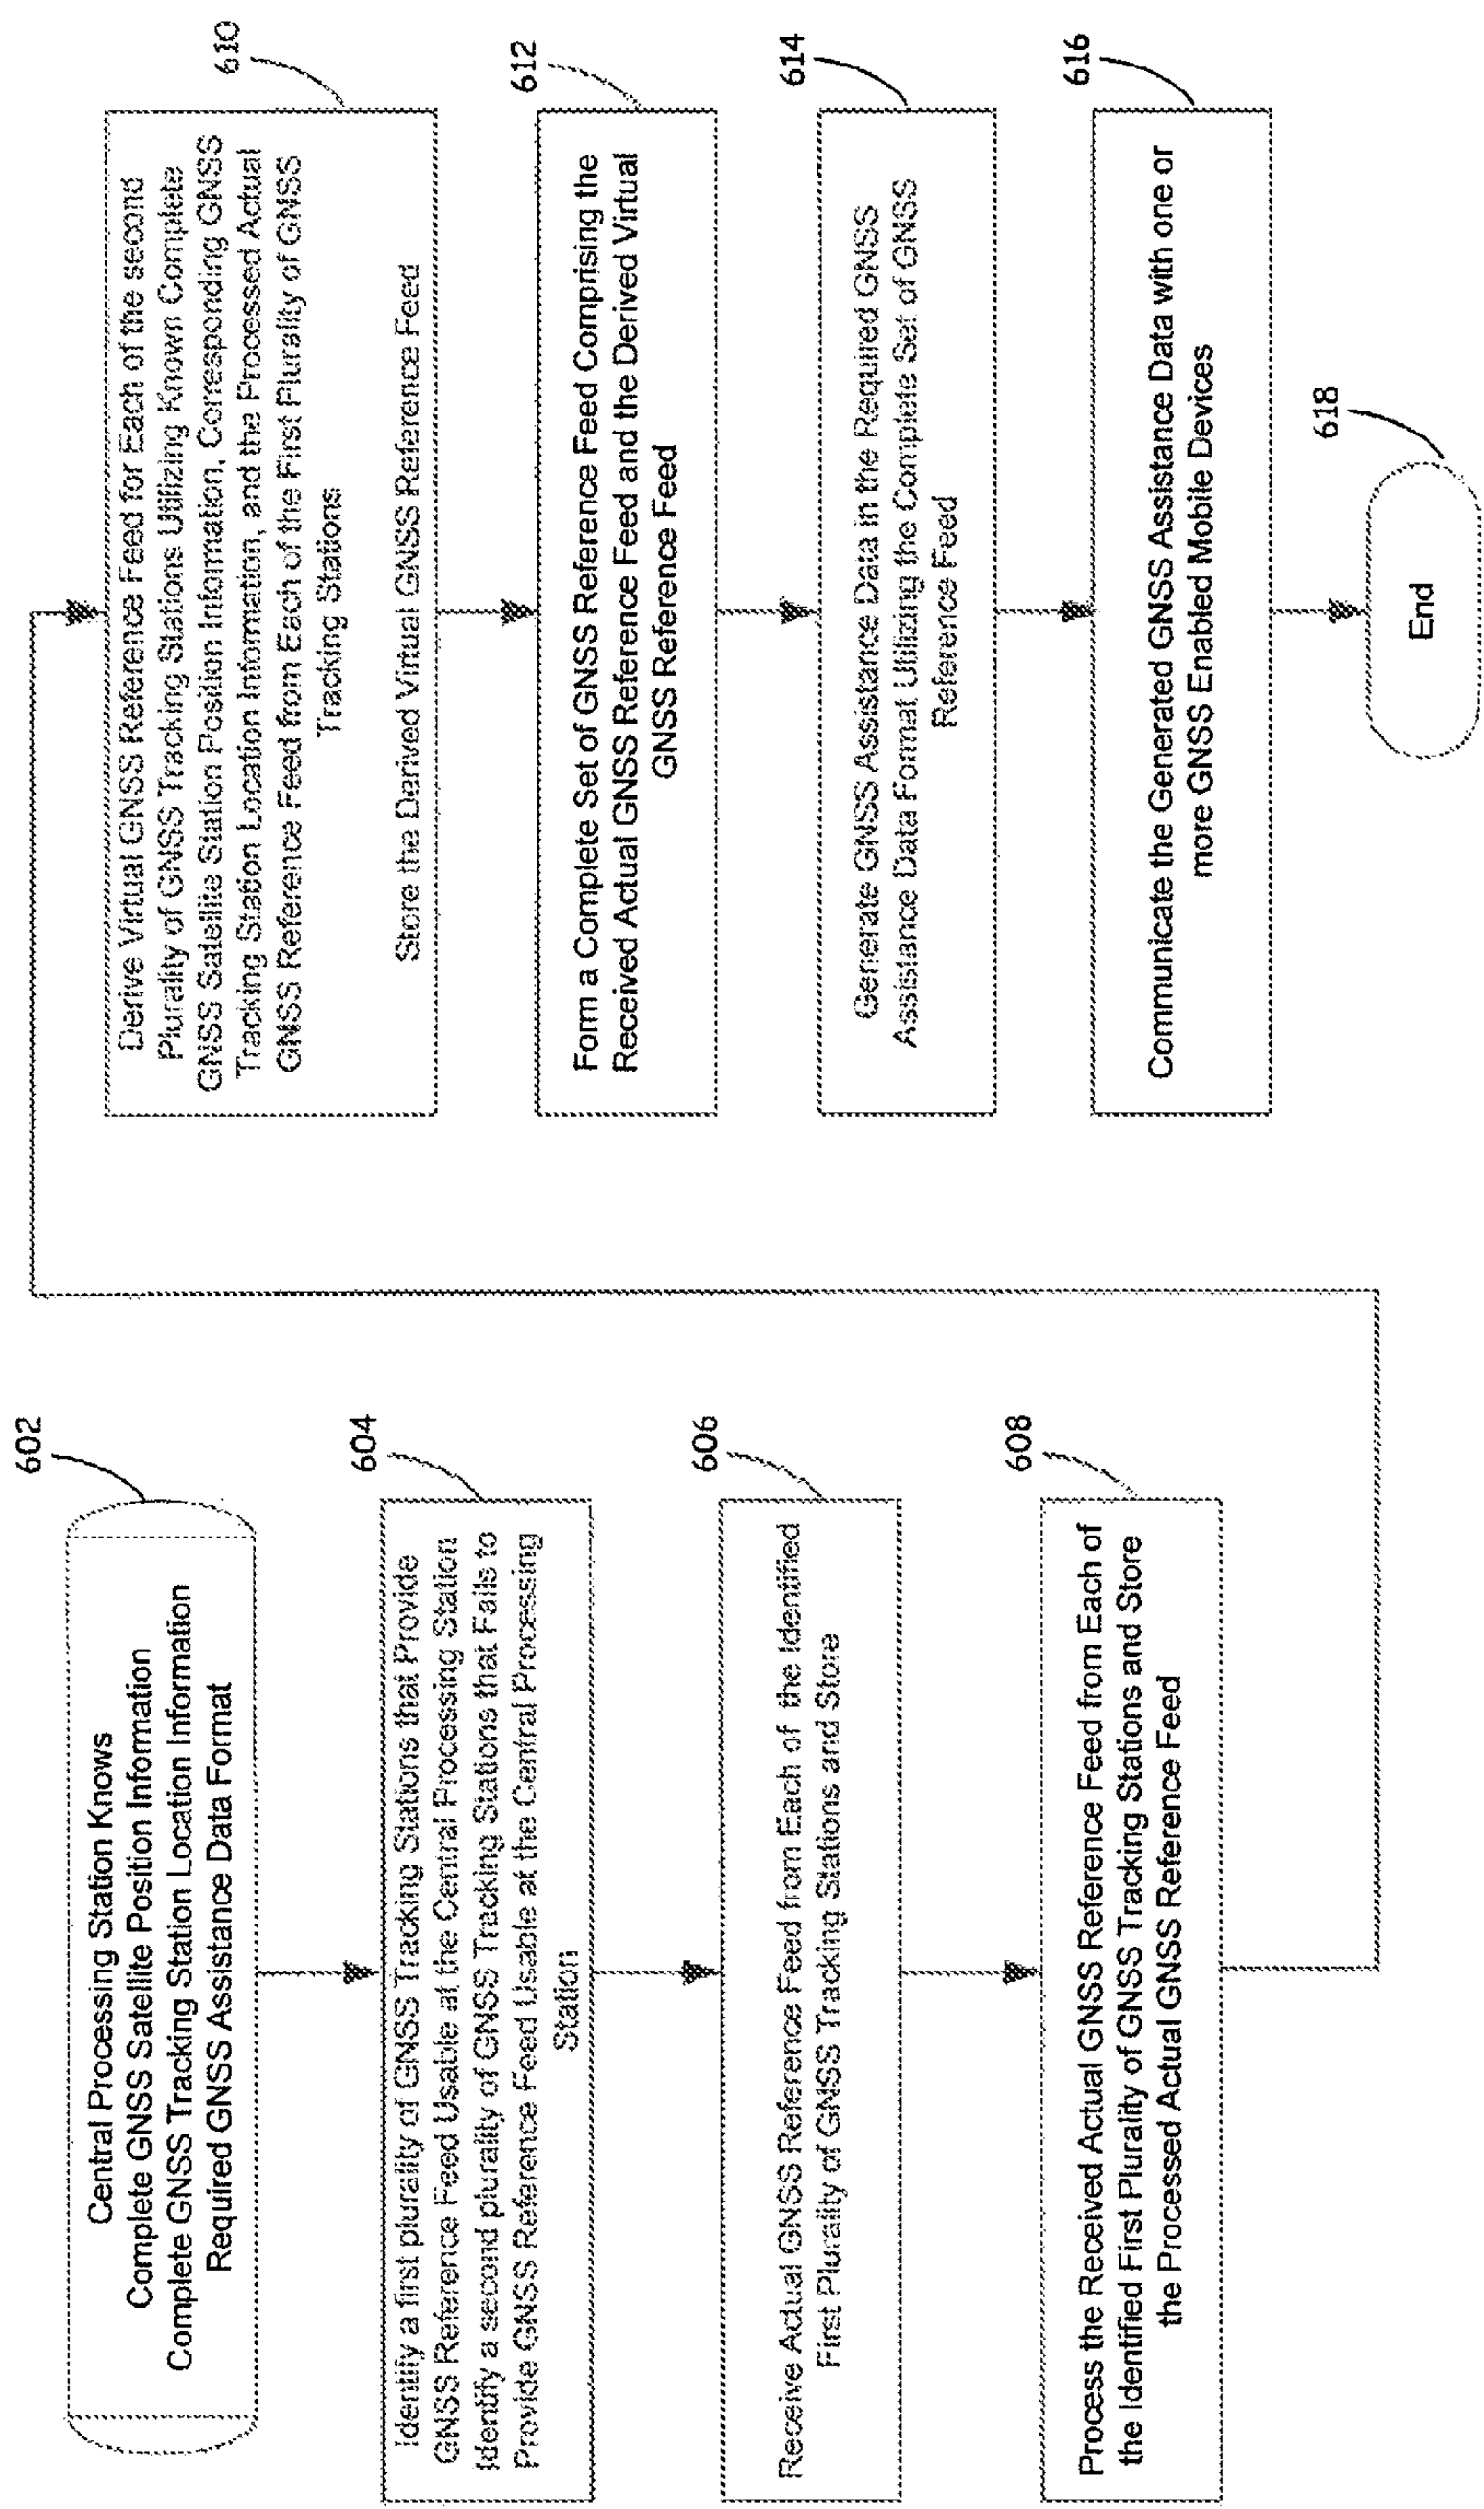 602
Central Processing Station Knows
Complete GNSS Satellite Position Information
Complete GNSS Tracking Station Location Information
Required GNSS Assistance Data Format
604
Identify a first plurality of GNSS Tracking Stations that Provide
GNSS Reference Feed Usable at the Central Processing Station
Identify a second plurality of GNSS Tracking Stations that Fails to
Provide GNSS Reference Feed Usable at the Central Processing
Station
606
Receive Actual GNSS Reference Feed from Each of the Identified
First Plurality of GNSS Tracking Stations and Store
608
Process the Received Actual GNSS Reference Feed from Each of
the Identified First Plurality of GNSS Tracking Stations and Store
the Processed Actual GNSS Reference Feed
610
Derive Virtual GNSS Reference Feed for Each of the second
Plurality of GNSS Tracking Stations Utilizing Known Complete
GNSS Satellite Station Position Information, Corresponding GNSS
Tracking Station Location Information, and the Processed Actual
GNSS Reference Feed from Each of the First Plurality of GNSS
Tracking Stations
Store the Derived Virtual GNSS Reference Feed
612
Form a Complete Set of GNSS Reference Feed Comprising the
Received Actual GNSS Reference Feed and the Derived Virtual
GNSS Reference Feed
614
Generate GNSS Assistance Data in the Required GNSS
Assistance Data Format Utilizing the Complete Set of GNSS
Reference Feed
616
Communicate the Generated GNSS Assistance Data with one or
more GNSS Enabled Mobile Devices
618
End